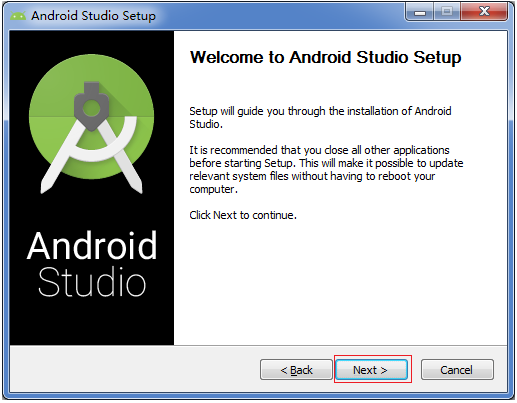 Android Studio Setup
Welcome to Android Studio Setup
Setup will guide you through the installation of Android
Studio.
It is recommended that you close all other applications
before starting Setup. This will make it possible to update
relevant system files without having to reboot your
computer.
Click Next to continue.
Android
Studio
< Back
Next >
Cancel